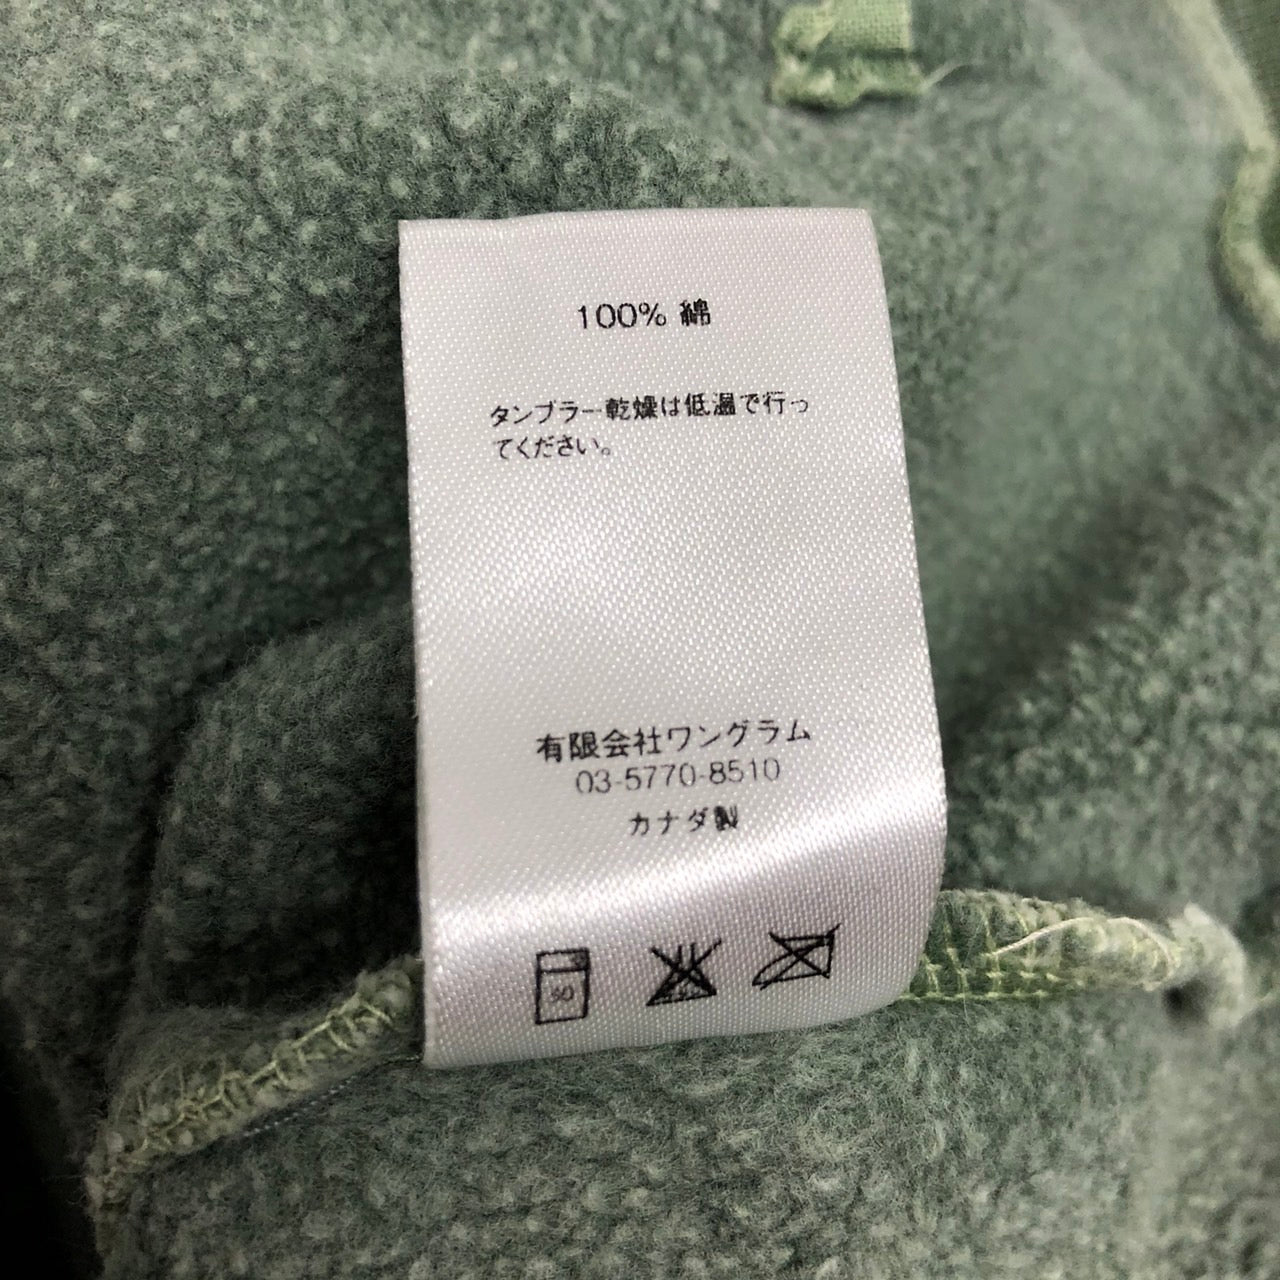 100% 綿
タンブラー乾燥は低温で行っ
てください。
有限会社ワングラム
03-5770-8510
カナダ製